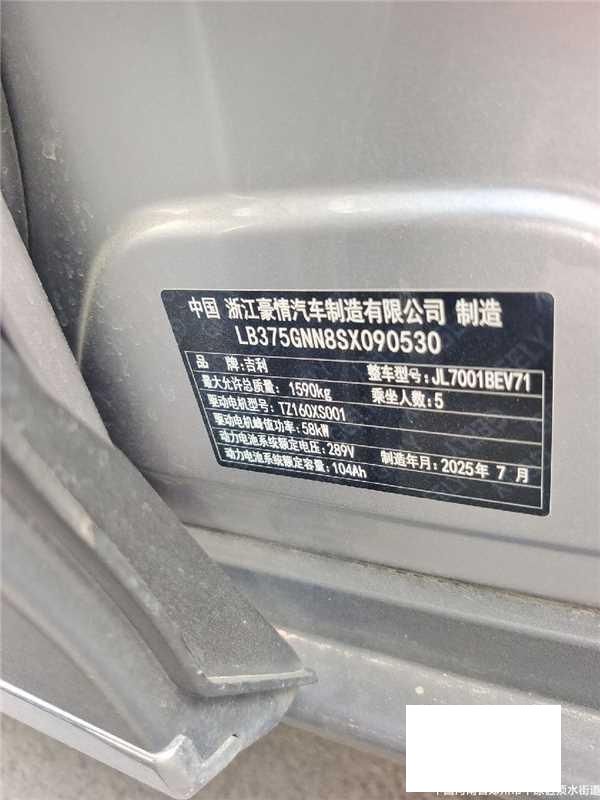 中国 浙江豪情汽车制造有限公司 制造
LB375GNN8SX090530
品 牌:吉利 整车型号:JL7001BEV71
最大允许总质量: 1590kg 乘坐人数:5
驱动电机型号:TZ160XS001
驱动电机峰值功率:58kW
动力电池系统额定电压:289V 制造年月:2025年 7 月
动力电池系统额定容量:104Ah